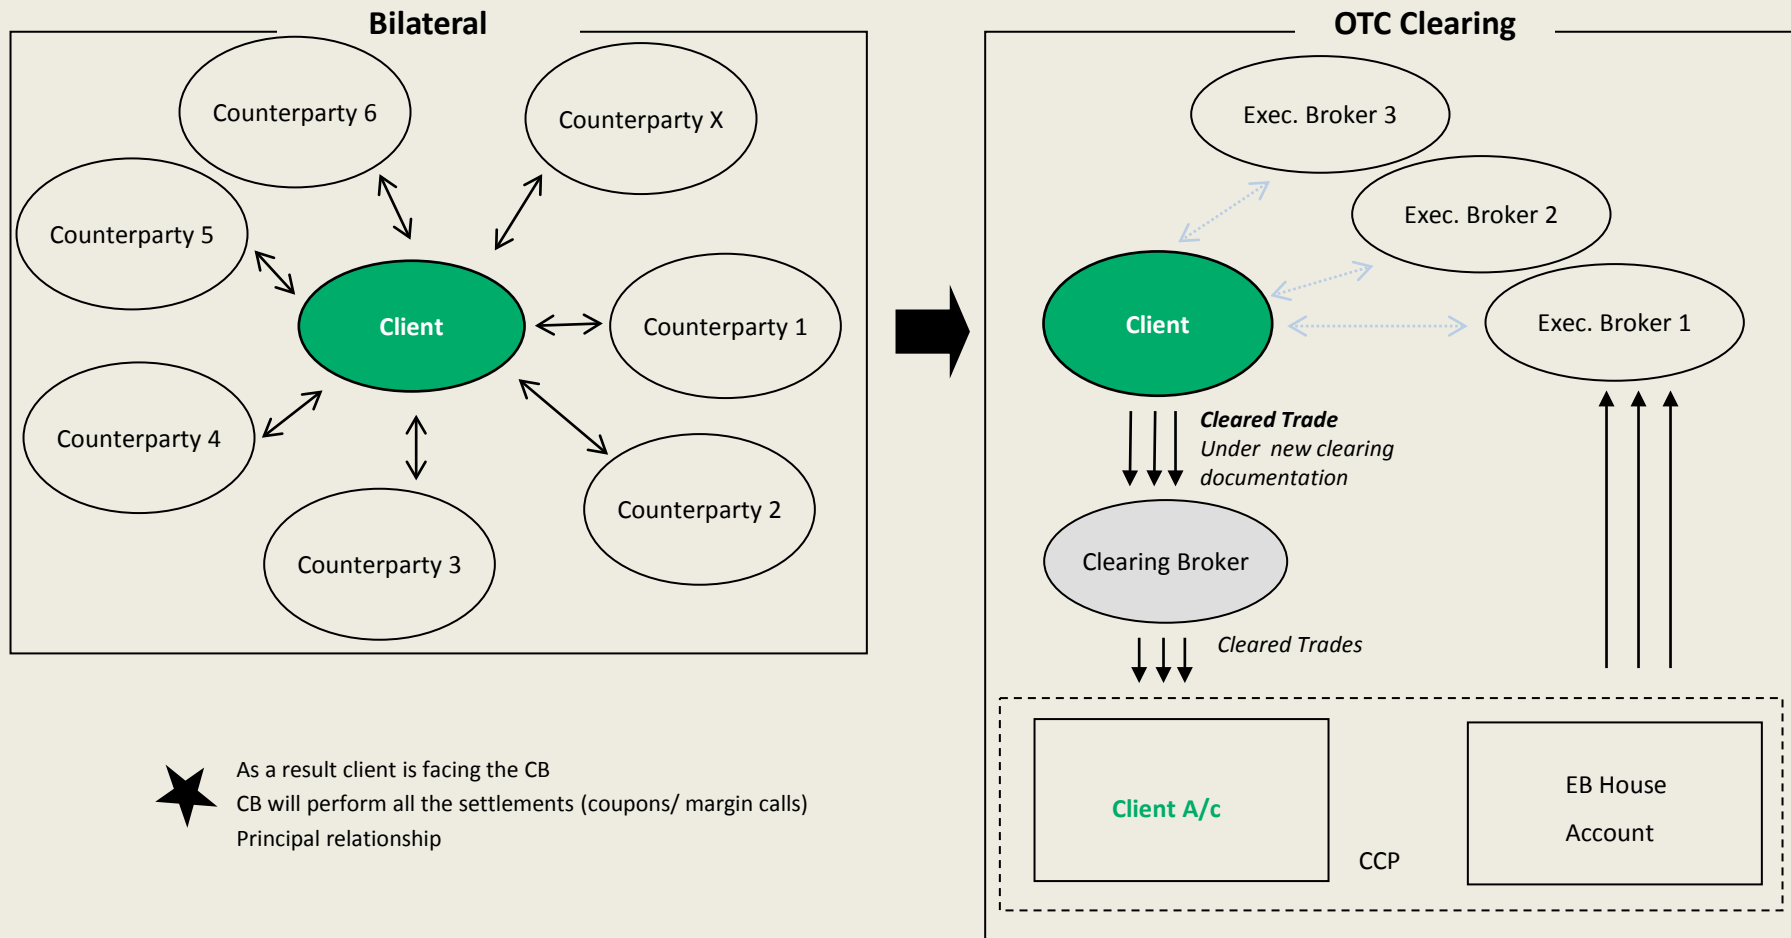 Bilateral
Counterparty 6
Counterparty X
Counterparty 5
Client
Counterparty 1
Counterparty 4
Counterparty 2
Counterparty 3
As a result client is facing the CB
CB will perform all the settlements (coupons/ margin calls)
Principal relationship
OTC Clearing
Exec. Broker 3
Exec. Broker 2
Exec. Broker 1
Client
Cleared Trade
Under new clearing
documentation
Clearing Broker
Cleared Trades
Client A/c
EB House
Account
CCP